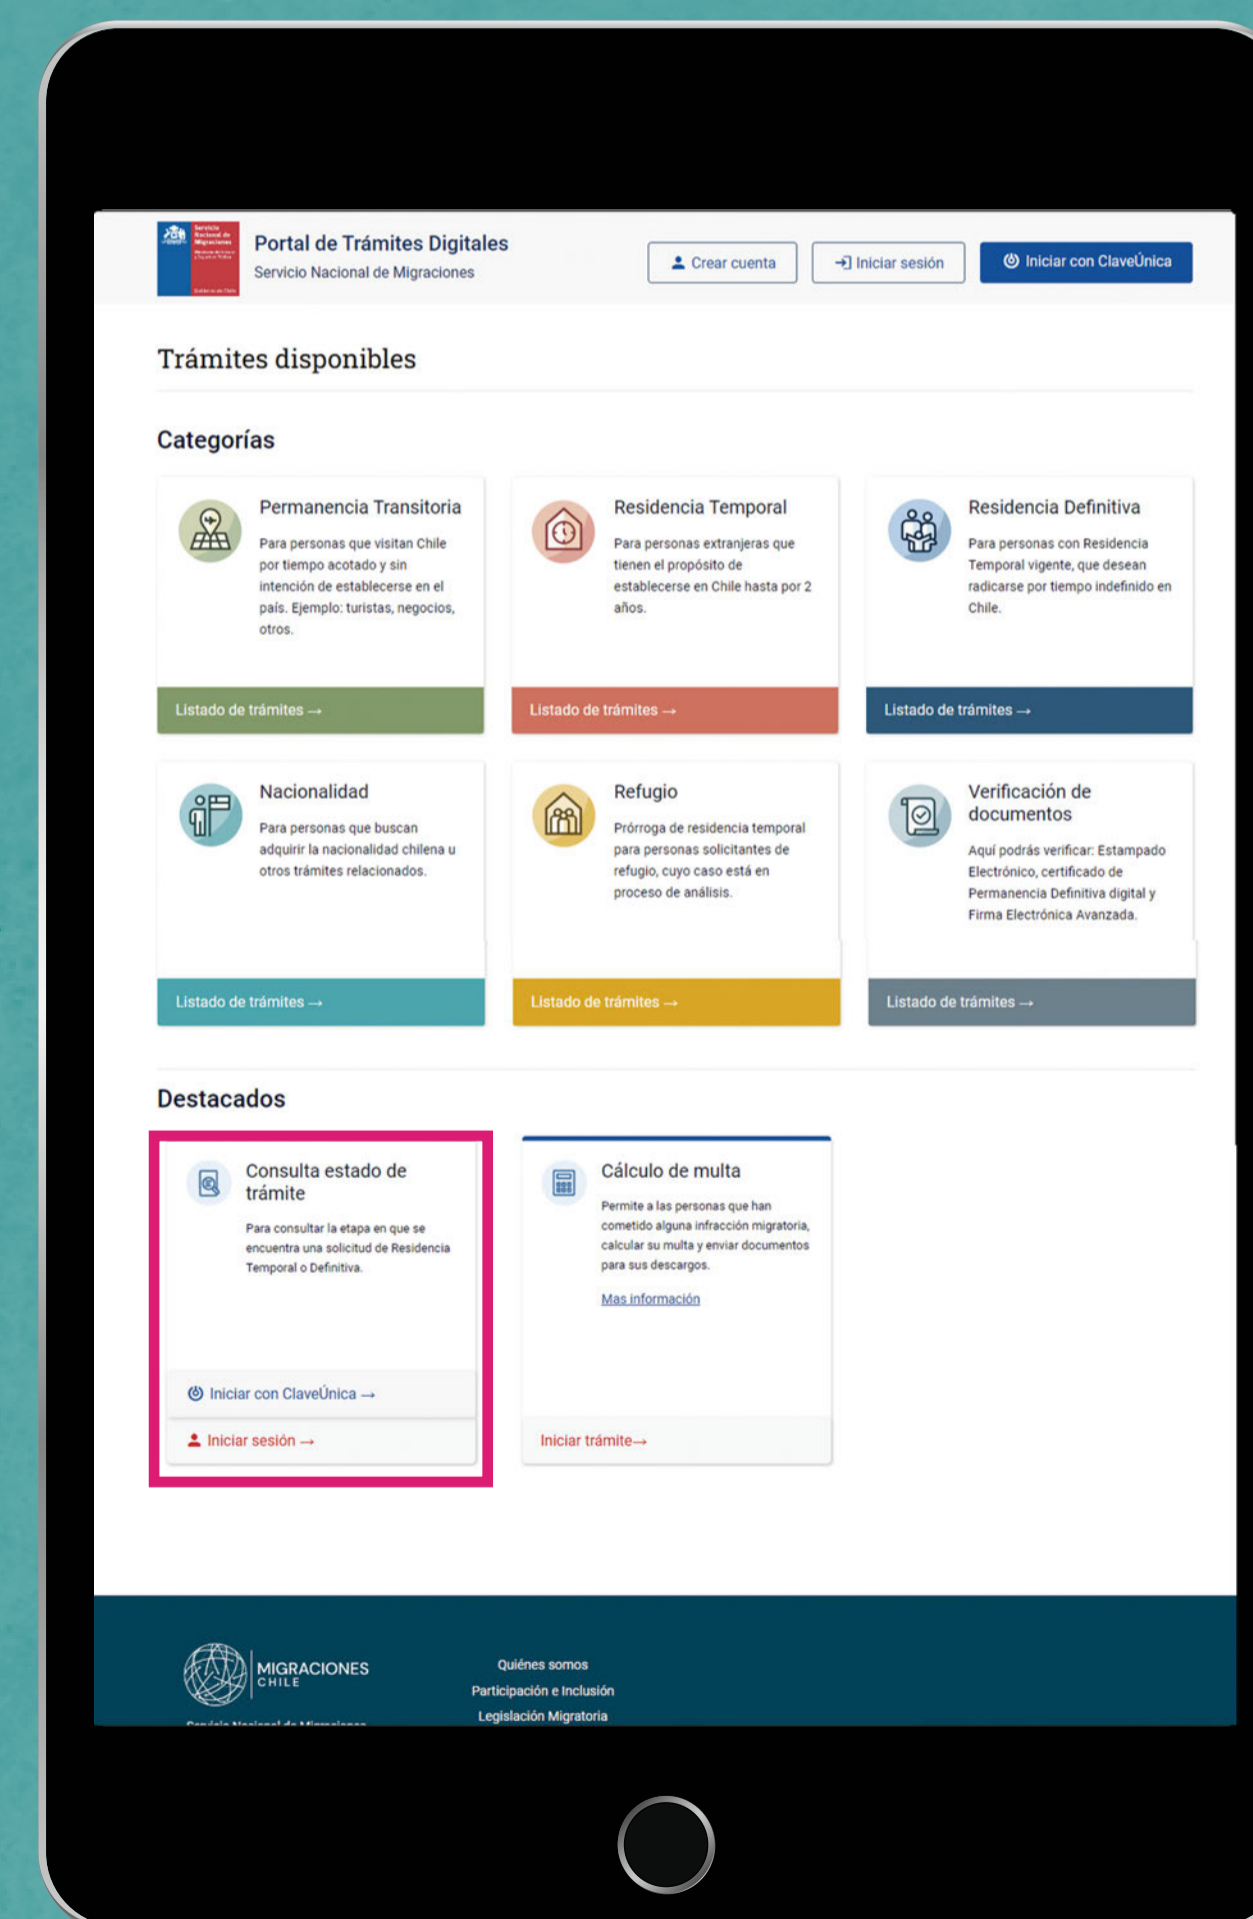 Servicio
Nacional de
Migraciones
Portal de Trámites Digitales
Servicio Nacional de Migraciones
Crear cuenta
Iniciar sesión
Iniciar con ClaveÚnica
Trámites disponibles
Categorías
Permanencia Transitoria
Para personas que visitan Chile
por tiempo acotado y sin
intención de establecerse en el
país. Ejemplo: turistas, negocios,
otros.
Listado de trámites →
Residencia Temporal
Para personas extranjeras que
tienen el propósito de
establecerse en Chile hasta por 2
años.
Listado de trámites →
Residencia Definitiva
Para personas con Residencia
Temporal vigente, que desean
radicarse por tiempo indefinido en
Chile.
Listado de trámites →
Nacionalidad
Para personas que buscan
adquirir la nacionalidad chilena u
otros trámites relacionados.
Listado de trámites →
Refugio
Prórroga de residencia temporal
para personas solicitantes de
refugio, cuyo caso está en
proceso de análisis.
Listado de trámites →
Verificación de
documentos
Aquí podrás verificar: Estampado
Electrónico, certificado de
Permanencia Definitiva digital y
Firma Electrónica Avanzada.
Listado de trámites →
Destacados
Consulta estado de
trámite
Para consultar la etapa en que se
encuentra una solicitud de Residencia
Temporal o Definitiva.
Iniciar con ClaveÚnica →
Iniciar sesión →
Cálculo de multa
Permite a las personas que han
cometido alguna infracción migratoria,
calcular su multa y enviar documentos
para sus descargos.
Mas información
Iniciar trámite→
MIGRACIONES
CHILE
Servicio Nacional de Migraciones
Quiénes somos
Participación e Inclusión
Legislación Migratoria